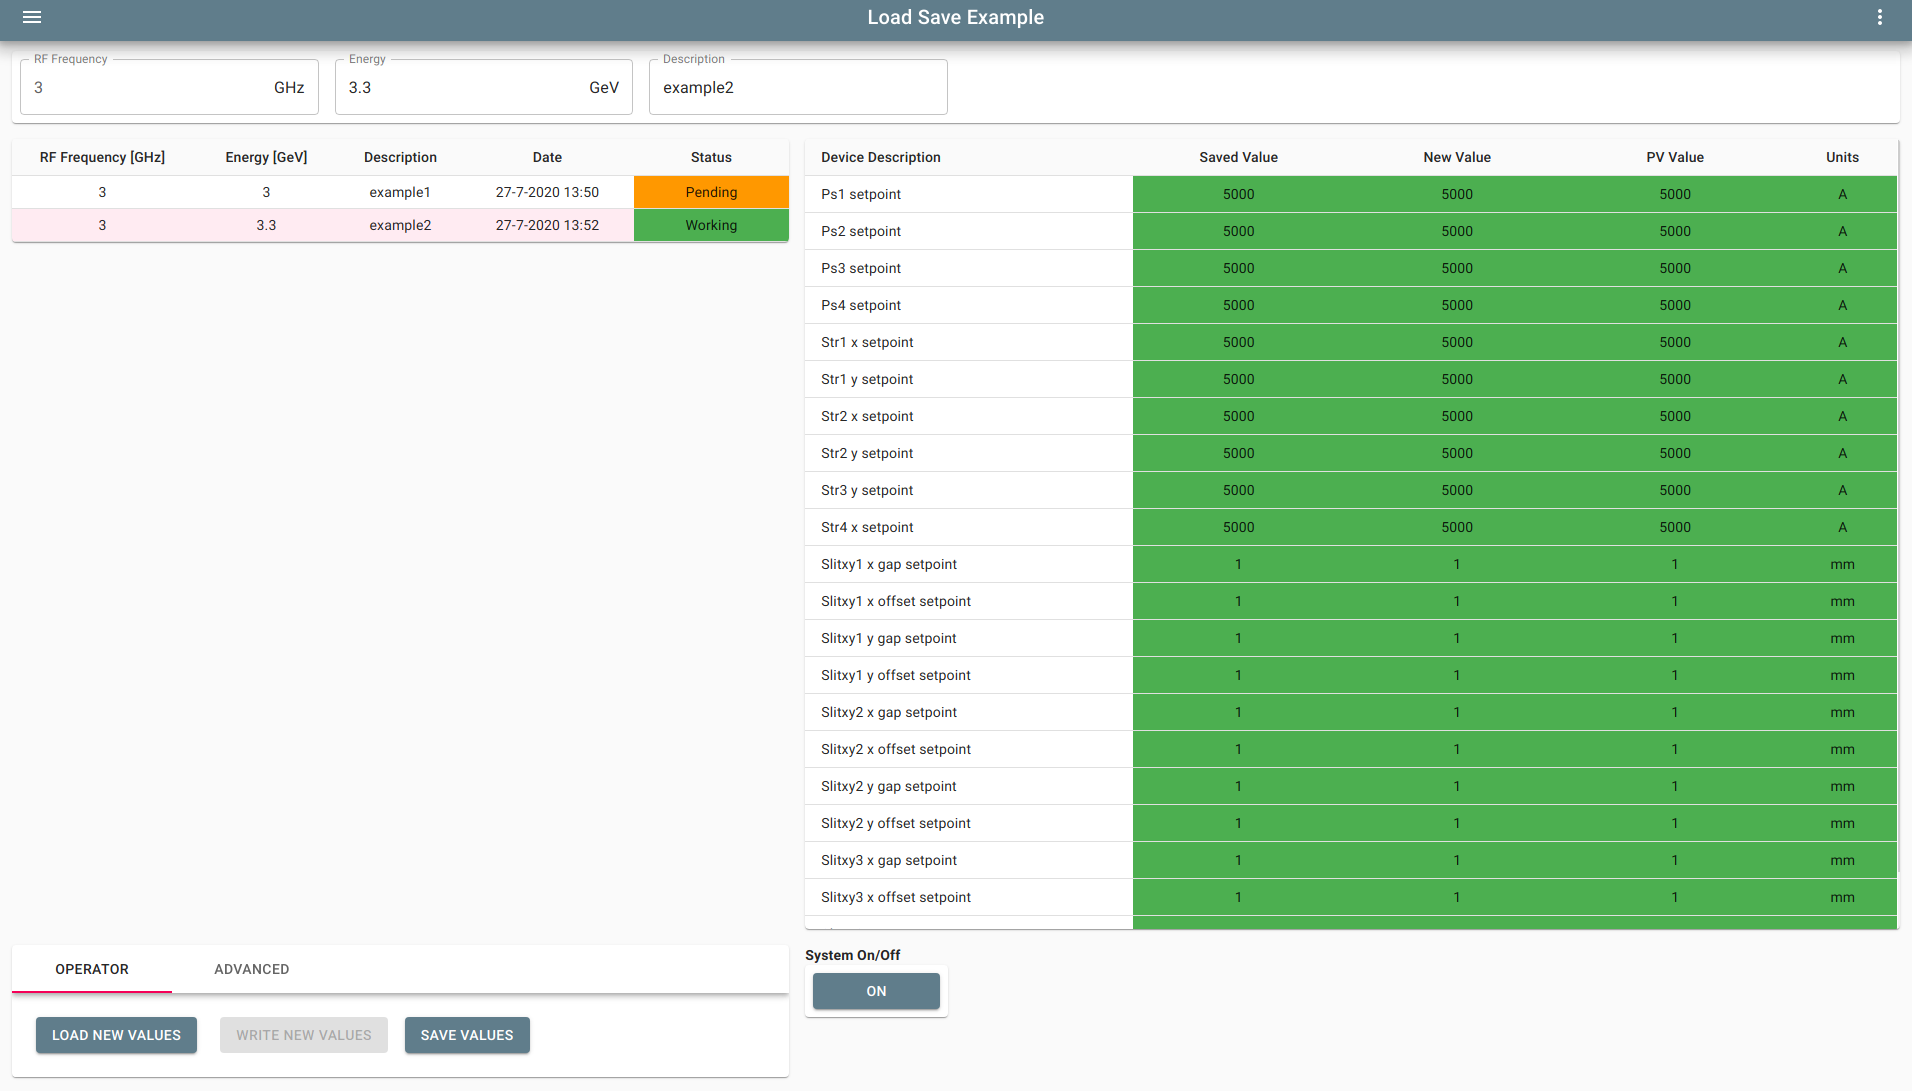 Load Save Example
RF Frequency
3 GHz
Energy
3.3 GeV
Description
example2
RF Frequency [GHz] Energy [GeV] Description Date Status
3 3 example1 27-7-2020 13:50 Pending
3 3.3 example2 27-7-2020 13:52 Working
Device Description Saved Value New Value PV Value Units
Ps1 setpoint 5000 5000 5000 A
Ps2 setpoint 5000 5000 5000 A
Ps3 setpoint 5000 5000 5000 A
Ps4 setpoint 5000 5000 5000 A
Str1 x setpoint 5000 5000 5000 A
Str1 y setpoint 5000 5000 5000 A
Str2 x setpoint 5000 5000 5000 A
Str2 y setpoint 5000 5000 5000 A
Str3 y setpoint 5000 5000 5000 A
Str4 x setpoint 5000 5000 5000 A
Slitxy1 x gap setpoint 1 1 1 mm
Slitxy1 x offset setpoint 1 1 1 mm
Slitxy1 y gap setpoint 1 1 1 mm
Slitxy1 y offset setpoint 1 1 1 mm
Slitxy2 x gap setpoint 1 1 1 mm
Slitxy2 x offset setpoint 1 1 1 mm
Slitxy2 y gap setpoint 1 1 1 mm
Slitxy2 y offset setpoint 1 1 1 mm
Slitxy3 x gap setpoint 1 1 1 mm
Slitxy3 x offset setpoint 1 1 1 mm
OPERATOR ADVANCED
LOAD NEW VALUES WRITE NEW VALUES SAVE VALUES
System On/Off
ON